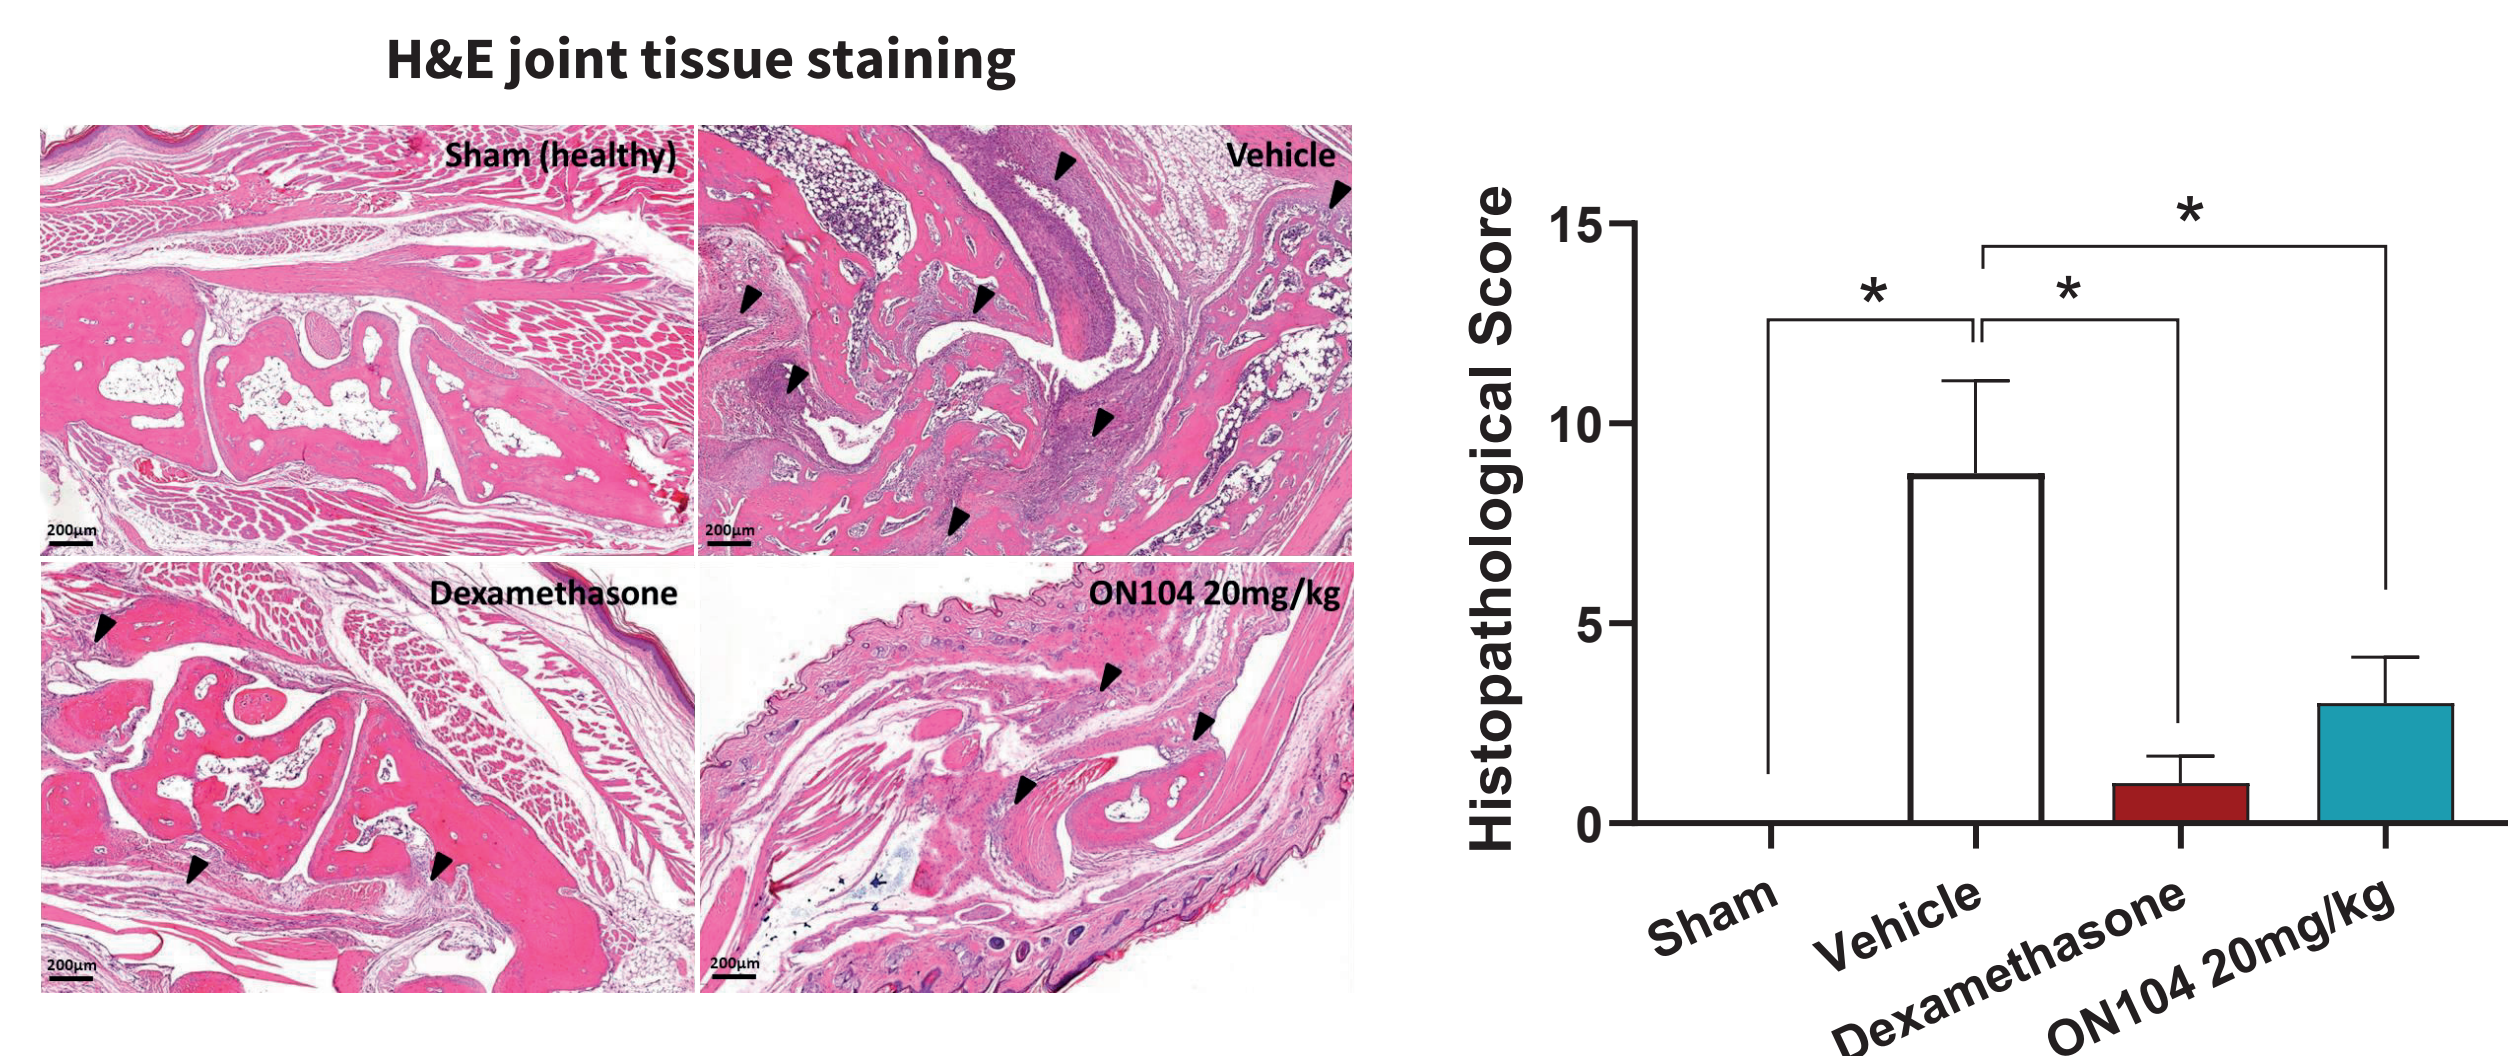 H&E joint tissue staining
Sham (healthy)
200μm
Vehicle
200μm
Dexamethasone
200μm
ON104 20mg/kg
200μm
Histopathological Score
15
10
5
0
*
*
*
Sham
Vehicle
Dexamethasone
ON104 20mg/kg